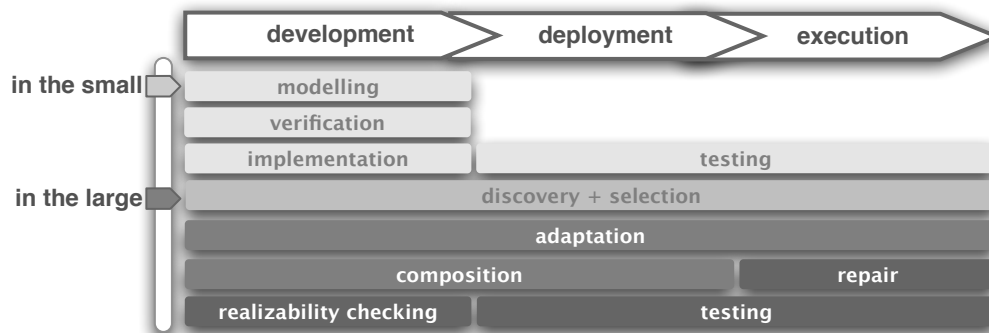 development deployment execution
in the small
modelling
verification
implementation testing
in the large
discovery + selection
adaptation
composition repair
realizability checking testing